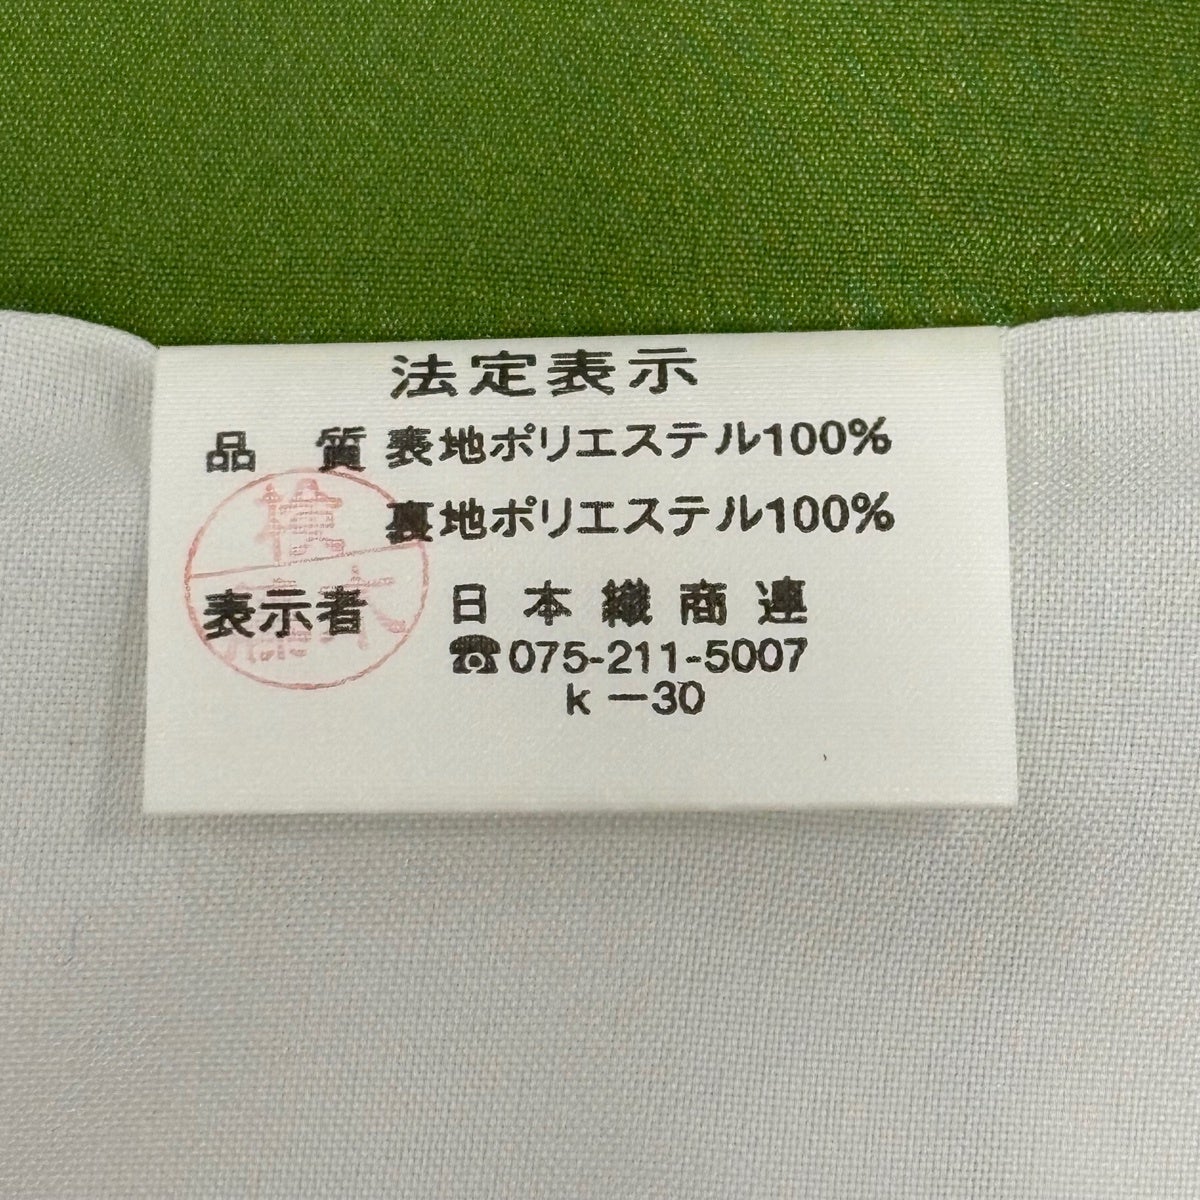 法定表示
品 質 表地ポリエステル100%
裏地ポリエステル100%
表示者 日本織商連
☎075-211-5007
k－30